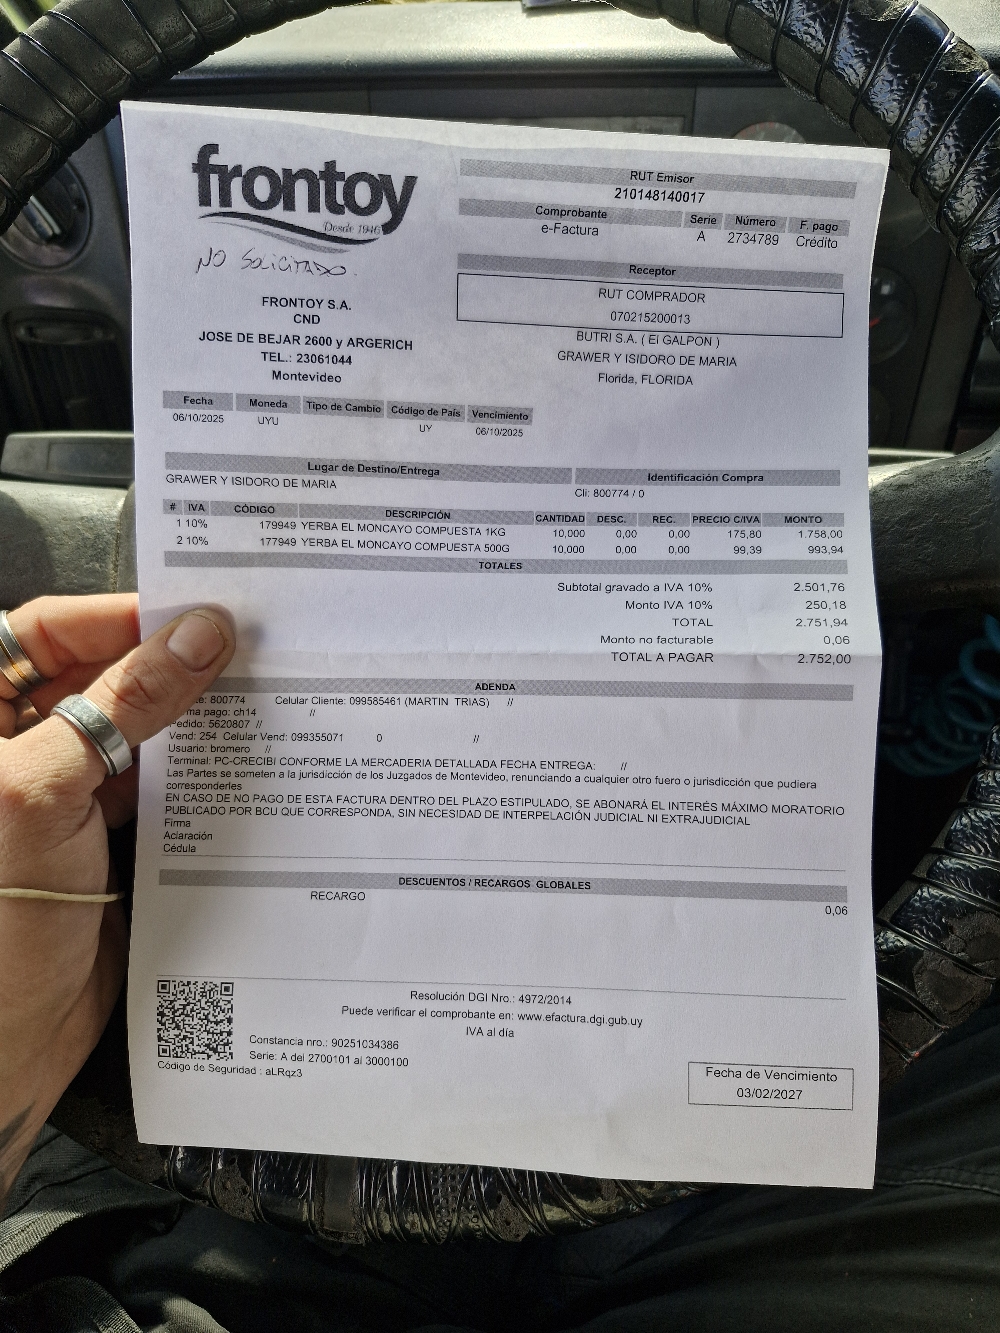 frontoy
Desde 1946
NO SOLICITADO.
FRONTOY S.A.
CND
JOSE DE BEJAR 2600 y ARGERICH
TEL.: 23061044
Montevideo
RUT Emisor
210148140017
Comprobante Serie Número F. pago
e-Factura A 2734789 Crédito
Receptor
RUT COMPRADOR
070215200013
BUTRI S.A. ( El GALPON )
GRAWER Y ISIDORO DE MARIA
Florida, FLORIDA
Fecha Moneda Tipo de Cambio Código de País Vencimiento
06/10/2025 UYU UY 06/10/2025
Lugar de Destino/Entrega Identificación Compra
GRAWER Y ISIDORO DE MARIA Cli: 800774 / 0
# IVA CÓDIGO DESCRIPCIÓN CANTIDAD DESC. REC. PRECIO C/IVA MONTO
1 10% 179949 YERBA EL MONCAYO COMPUESTA 1KG 10,000 0,00 0,00 175,80 1.758,00
2 10% 177949 YERBA EL MONCAYO COMPUESTA 500G 10,000 0,00 0,00 99,39 993,94
TOTALES
Subtotal gravado a IVA 10% 2.501,76
Monto IVA 10% 250,18
TOTAL 2.751,94
Monto no facturable 0,06
TOTAL A PAGAR 2.752,00
ADENDA
te: 800774 Celular Cliente: 099585461 (MARTIN TRIAS) //
ma pago: ch14 //
Pedido: 5620807 //
Vend: 254 Celular Vend: 099355071 0 //
Usuario: bromero //
Terminal: PC-CRECIBI CONFORME LA MERCADERIA DETALLADA FECHA ENTREGA: //
Las Partes se someten a la jurisdicción de los Juzgados de Montevideo, renunciando a cualquier otro fuero o jurisdicción que pudiera
corresponderles
EN CASO DE NO PAGO DE ESTA FACTURA DENTRO DEL PLAZO ESTIPULADO, SE ABONARÁ EL INTERÉS MÁXIMO MORATORIO
PUBLICADO POR BCU QUE CORRESPONDA, SIN NECESIDAD DE INTERPELACIÓN JUDICIAL NI EXTRAJUDICIAL
Firma
Aclaración
Cédula
DESCUENTOS / RECARGOS GLOBALES
RECARGO 0,06
Resolución DGI Nro.: 4972/2014
Puede verificar el comprobante en: www.efactura.dgi.gub.uy
IVA al día
Constancia nro.: 90251034386
Serie: A del 2700101 al 3000100
Código de Seguridad : aLRqz3
Fecha de Vencimiento
03/02/2027